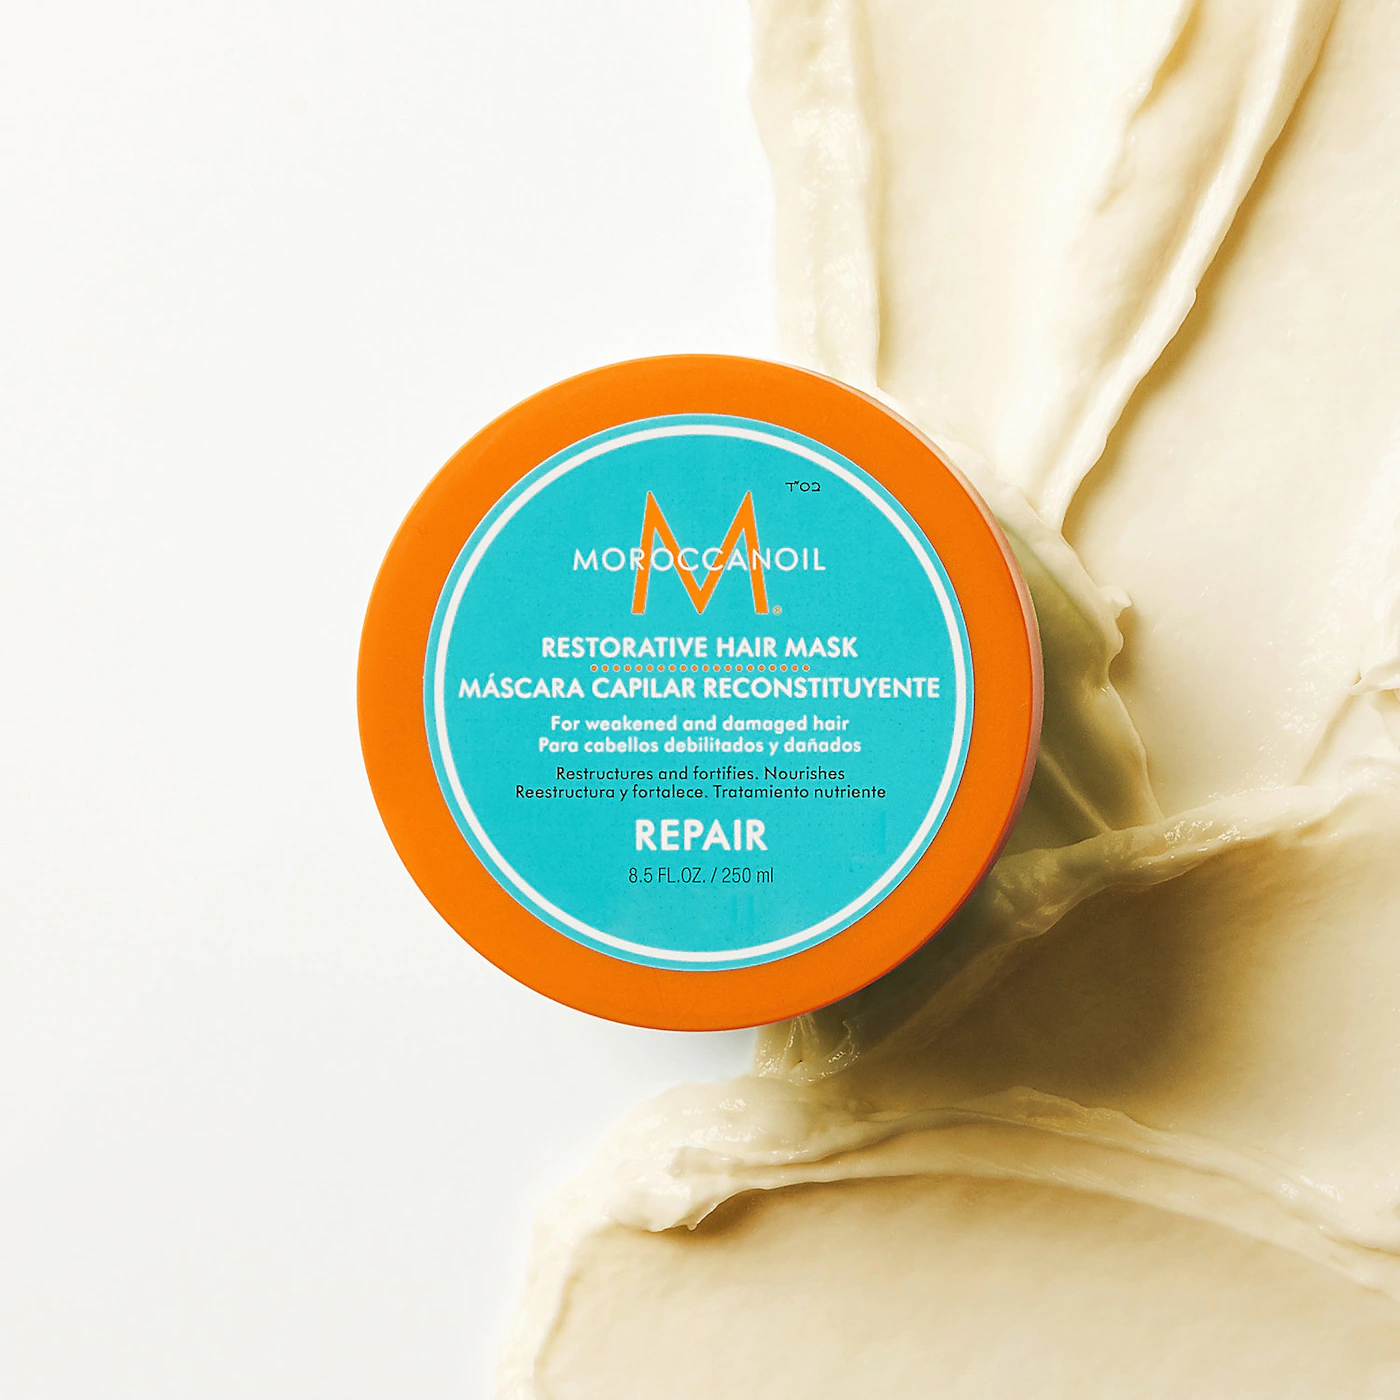 בס"ד
M
MOROCCANOIL
®
RESTORATIVE HAIR MASK
MÁSCARA CAPILAR RECONSTITUYENTE
For weakened and damaged hair
Para cabellos debilitados y dañados
Restructures and fortifies. Nourishes
Reestructura y fortalece. Tratamiento nutriente
REPAIR
8.5 FL.OZ. / 250 ml